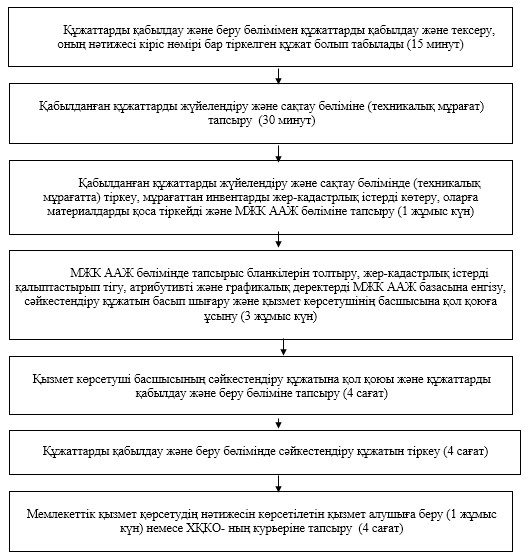 Құжаттарды қабылдау және беру бөлімімен құжаттарды қабылдау және тексеру,
оның нәтижесі кіріс нөмірі бар тіркелген құжат болып табылады (15 минут)
Қабылданған құжаттарды жүйелендіру және сақтау бөліміне (техникалық мұрағат)
тапсыру (30 минут)
Қабылданған құжаттарды жүйелендіру және сақтау бөлімінде (техникалық
мұрағатта) тіркеу, мұрағаттан инвентарды жер-кадастрлық істерді көтеру, оларға
материалдарды қоса тіркейді және МЖК ААЖ бөліміне тапсыру (1 жұмыс күн)
МЖК ААЖ бөлімінде тапсырыс бланкілерін толтыру, жер-кадастрлық істерді
қалыптастырып тігу, атрибутивті және графикалық деректерді МЖК ААЖ базасына енгізу,
сәйкестендіру құжатын басып шығару және қызмет көрсетушінің басшысына қол қоюға
ұсыну (3 жұмыс күн)
Қызмет көрсетуші басшысының сәйкестендіру құжатына қол қоюы және құжаттарды
қабылдау және беру бөліміне тапсыру (4 сағат)
Құжаттарды қабылдау және беру бөлімінде сәйкестендіру құжатын тіркеу (4 сағат)
Мемлекеттік қызмет қөрсетудің нәтижесін көрсетілетін қызмет алушыға беру (1 жұмыс
күн) немесе ХҚКО- ның курьеріне тапсыру (4 сағат)